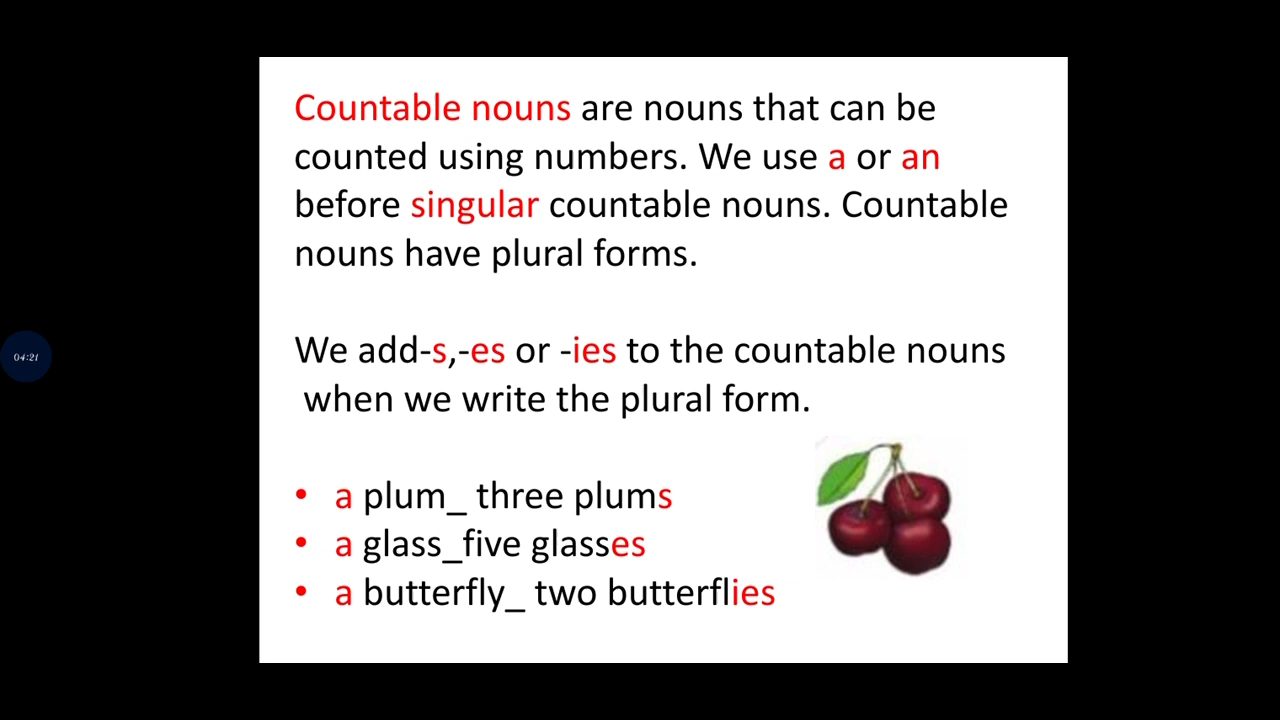 Countable nouns are nouns that can be
counted using numbers. We use a or an
before singular countable nouns. Countable
nouns have plural forms.
We add-s,-es or -ies to the countable nouns
when we write the plural form.
04:21
• a plum_ three plums
• a glass_five glasses
• a butterfly_ two butterflies